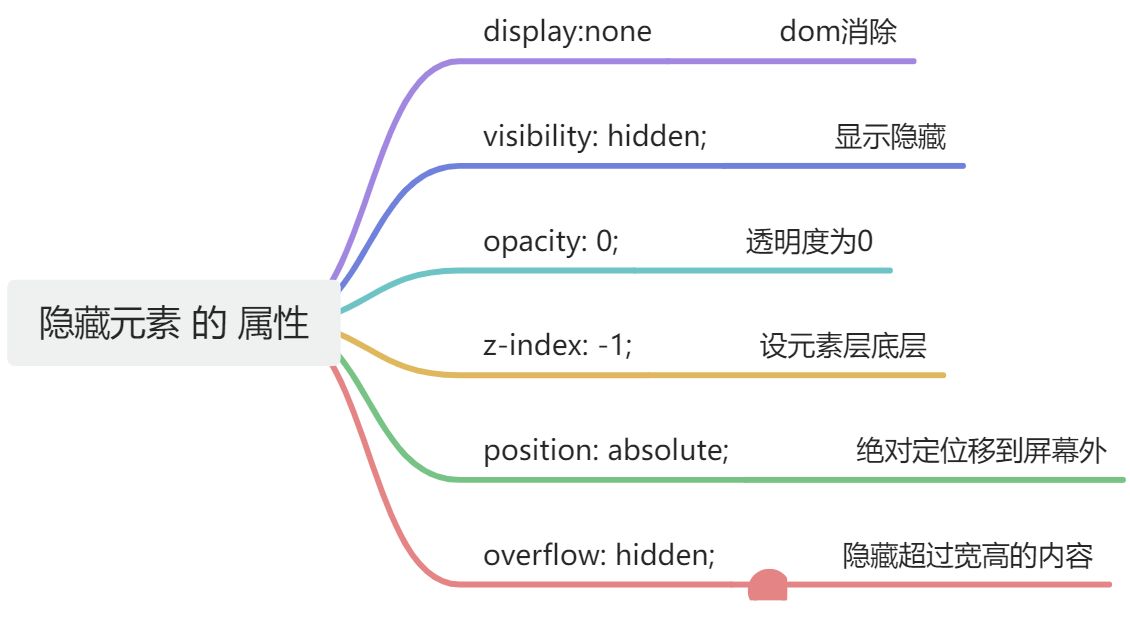 隐藏元素 的 属性
display:none dom消除
visibility: hidden; 显示隐藏
opacity: 0; 透明度为0
z-index: -1; 设元素层底层
position: absolute; 绝对定位移到屏幕外
overflow: hidden; 隐藏超过宽高的内容